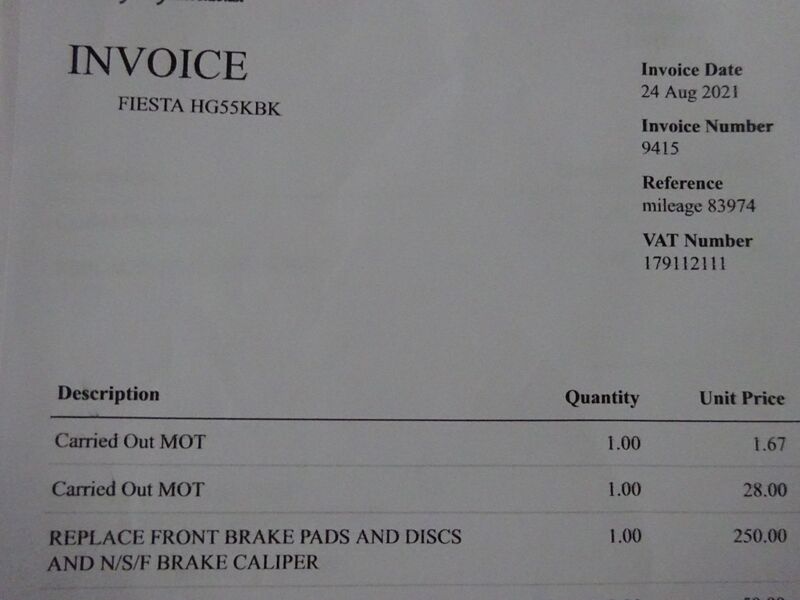 INVOICE
FIESTA HG55KBK
Invoice Date
24 Aug 2021
Invoice Number
9415
Reference
mileage 83974
VAT Number
179112111
Description Quantity Unit Price
Carried Out MOT 1.00 1.67
Carried Out MOT 1.00 28.00
REPLACE FRONT BRAKE PADS AND DISCS 1.00 250.00
AND N/S/F BRAKE CALIPER